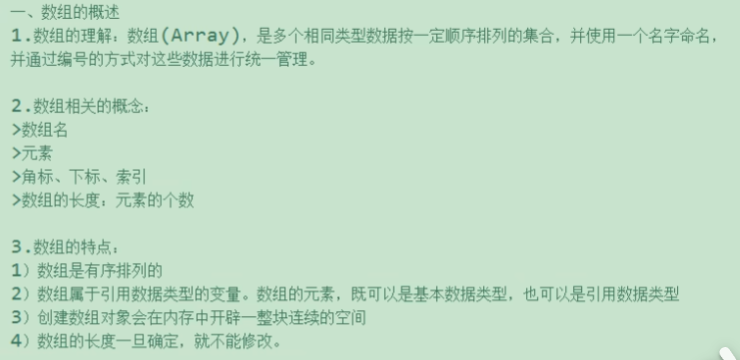 一、数组的概述
1.数组的理解：数组(Array)，是多个相同类型数据按一定顺序排列的集合，并使用一个名字命名，
并通过编号的方式对这些数据进行统一管理。
2.数组相关的概念：
>数组名
>元素
>角标、下标、索引
>数组的长度：元素的个数
3.数组的特点：
1）数组是有序排列的
2）数组属于引用数据类型的变量。数组的元素，既可以是基本数据类型，也可以是引用数据类型
3）创建数组对象会在内存中开辟一整块连续的空间
4）数组的长度一旦确定，就不能修改。